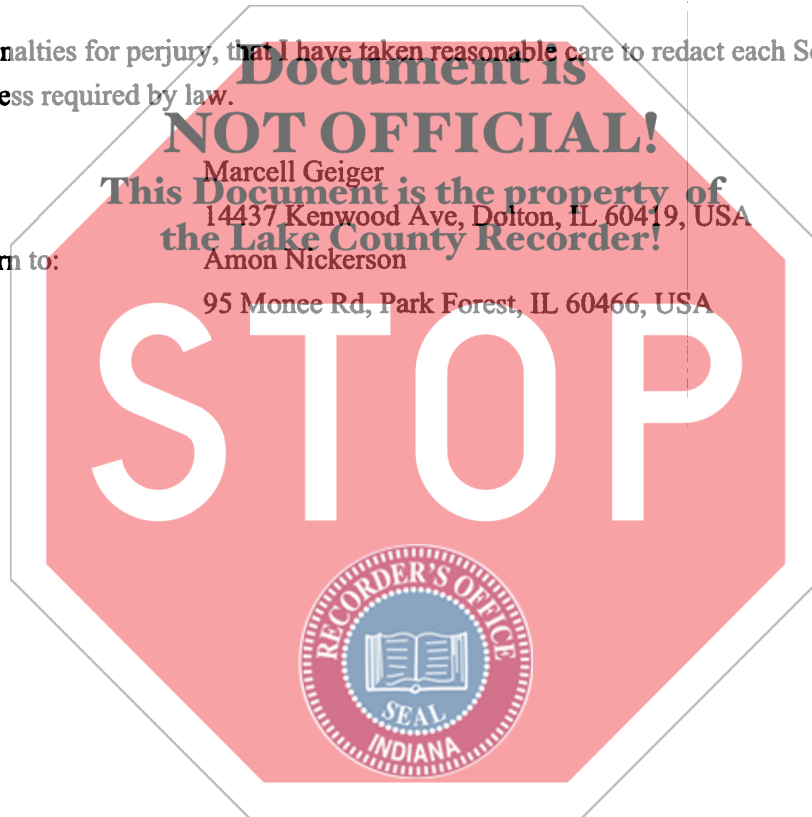 nalties for perjury, that I have taken reasonable care to redact each S
Document is
ess required by law.
NOT OFFICIAL!
Marcell Geiger
This Document is the property of
14437 Kenwood Ave, Dolton, IL 60419, USA
the Lake County Recorder!
rn to: Amon Nickerson
95 Monee Rd, Park Forest, IL 60466, USA
STOP
RECORDER'S OFFICE
SEAL
INDIANA